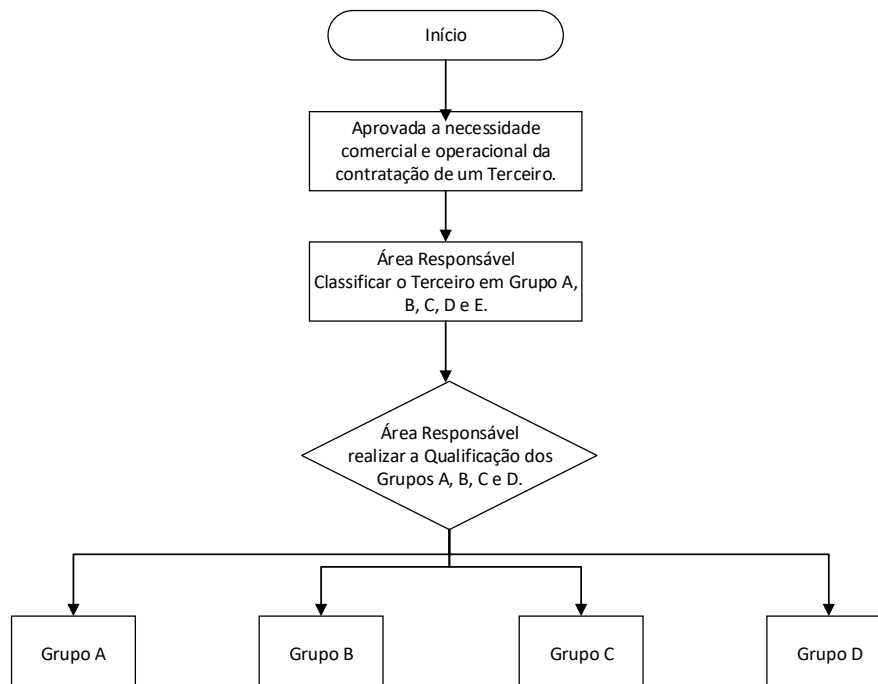 Início
Aprovada a necessidade
comercial e operacional da
contratação de um Terceiro.
Área Responsável
Classificar o Terceiro em Grupo A,
B, C, D e E.
Área Responsável
realizar a Qualificação dos
Grupos A, B, C e D.
Grupo A
Grupo B
Grupo C
Grupo D